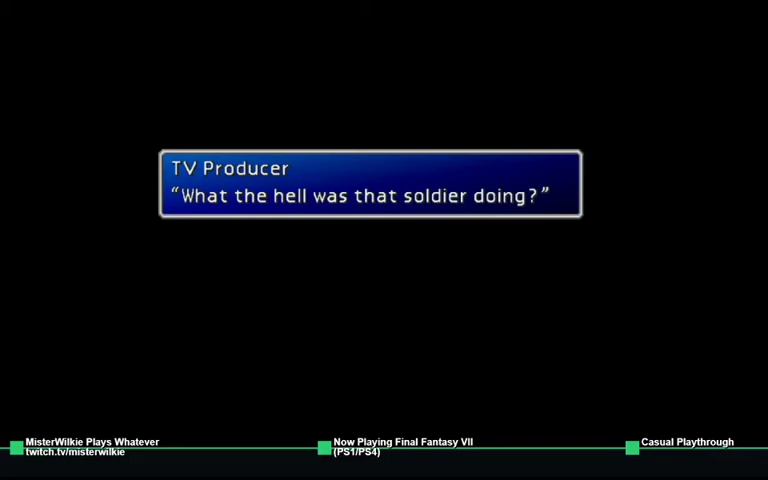 TV Producer
“What the hell was that soldier doing?”
MisterWilkie Plays Whatever
twitch.tv/misterwilkie
Now Playing Final Fantasy VII
(PS1/PS4)
Casual Playthrough